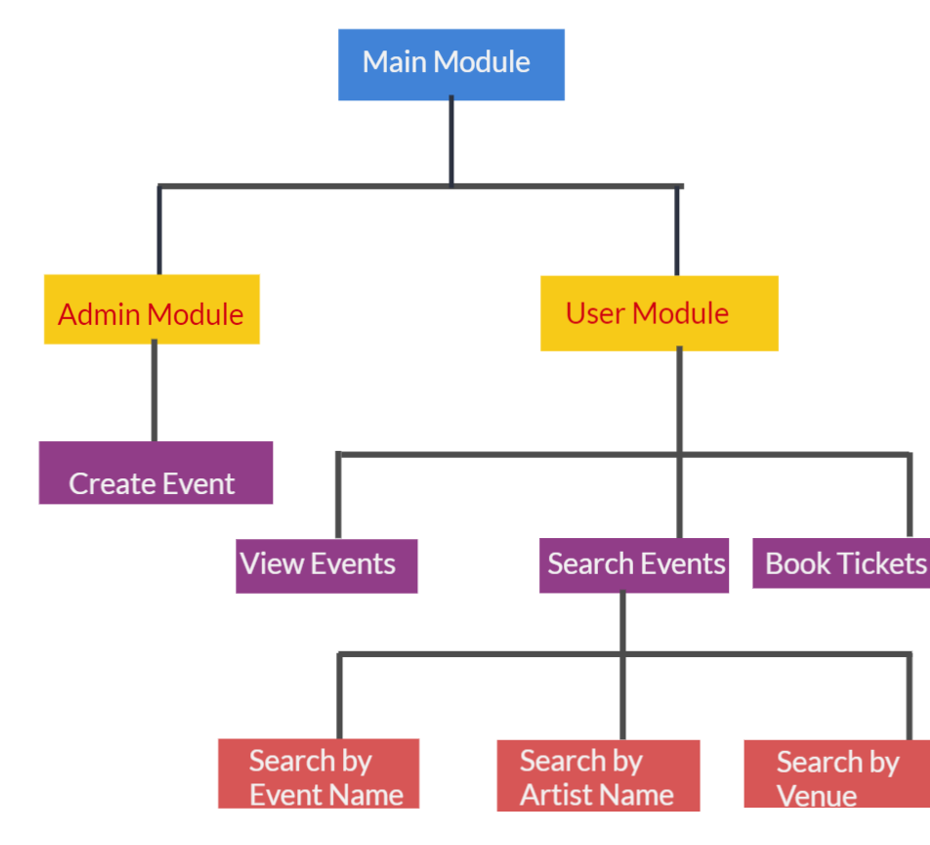 Main Module
Admin Module
User Module
Create Event
View Events
Search Events
Book Tickets
Search by
Event Name
Search by
Artist Name
Search by
Venue